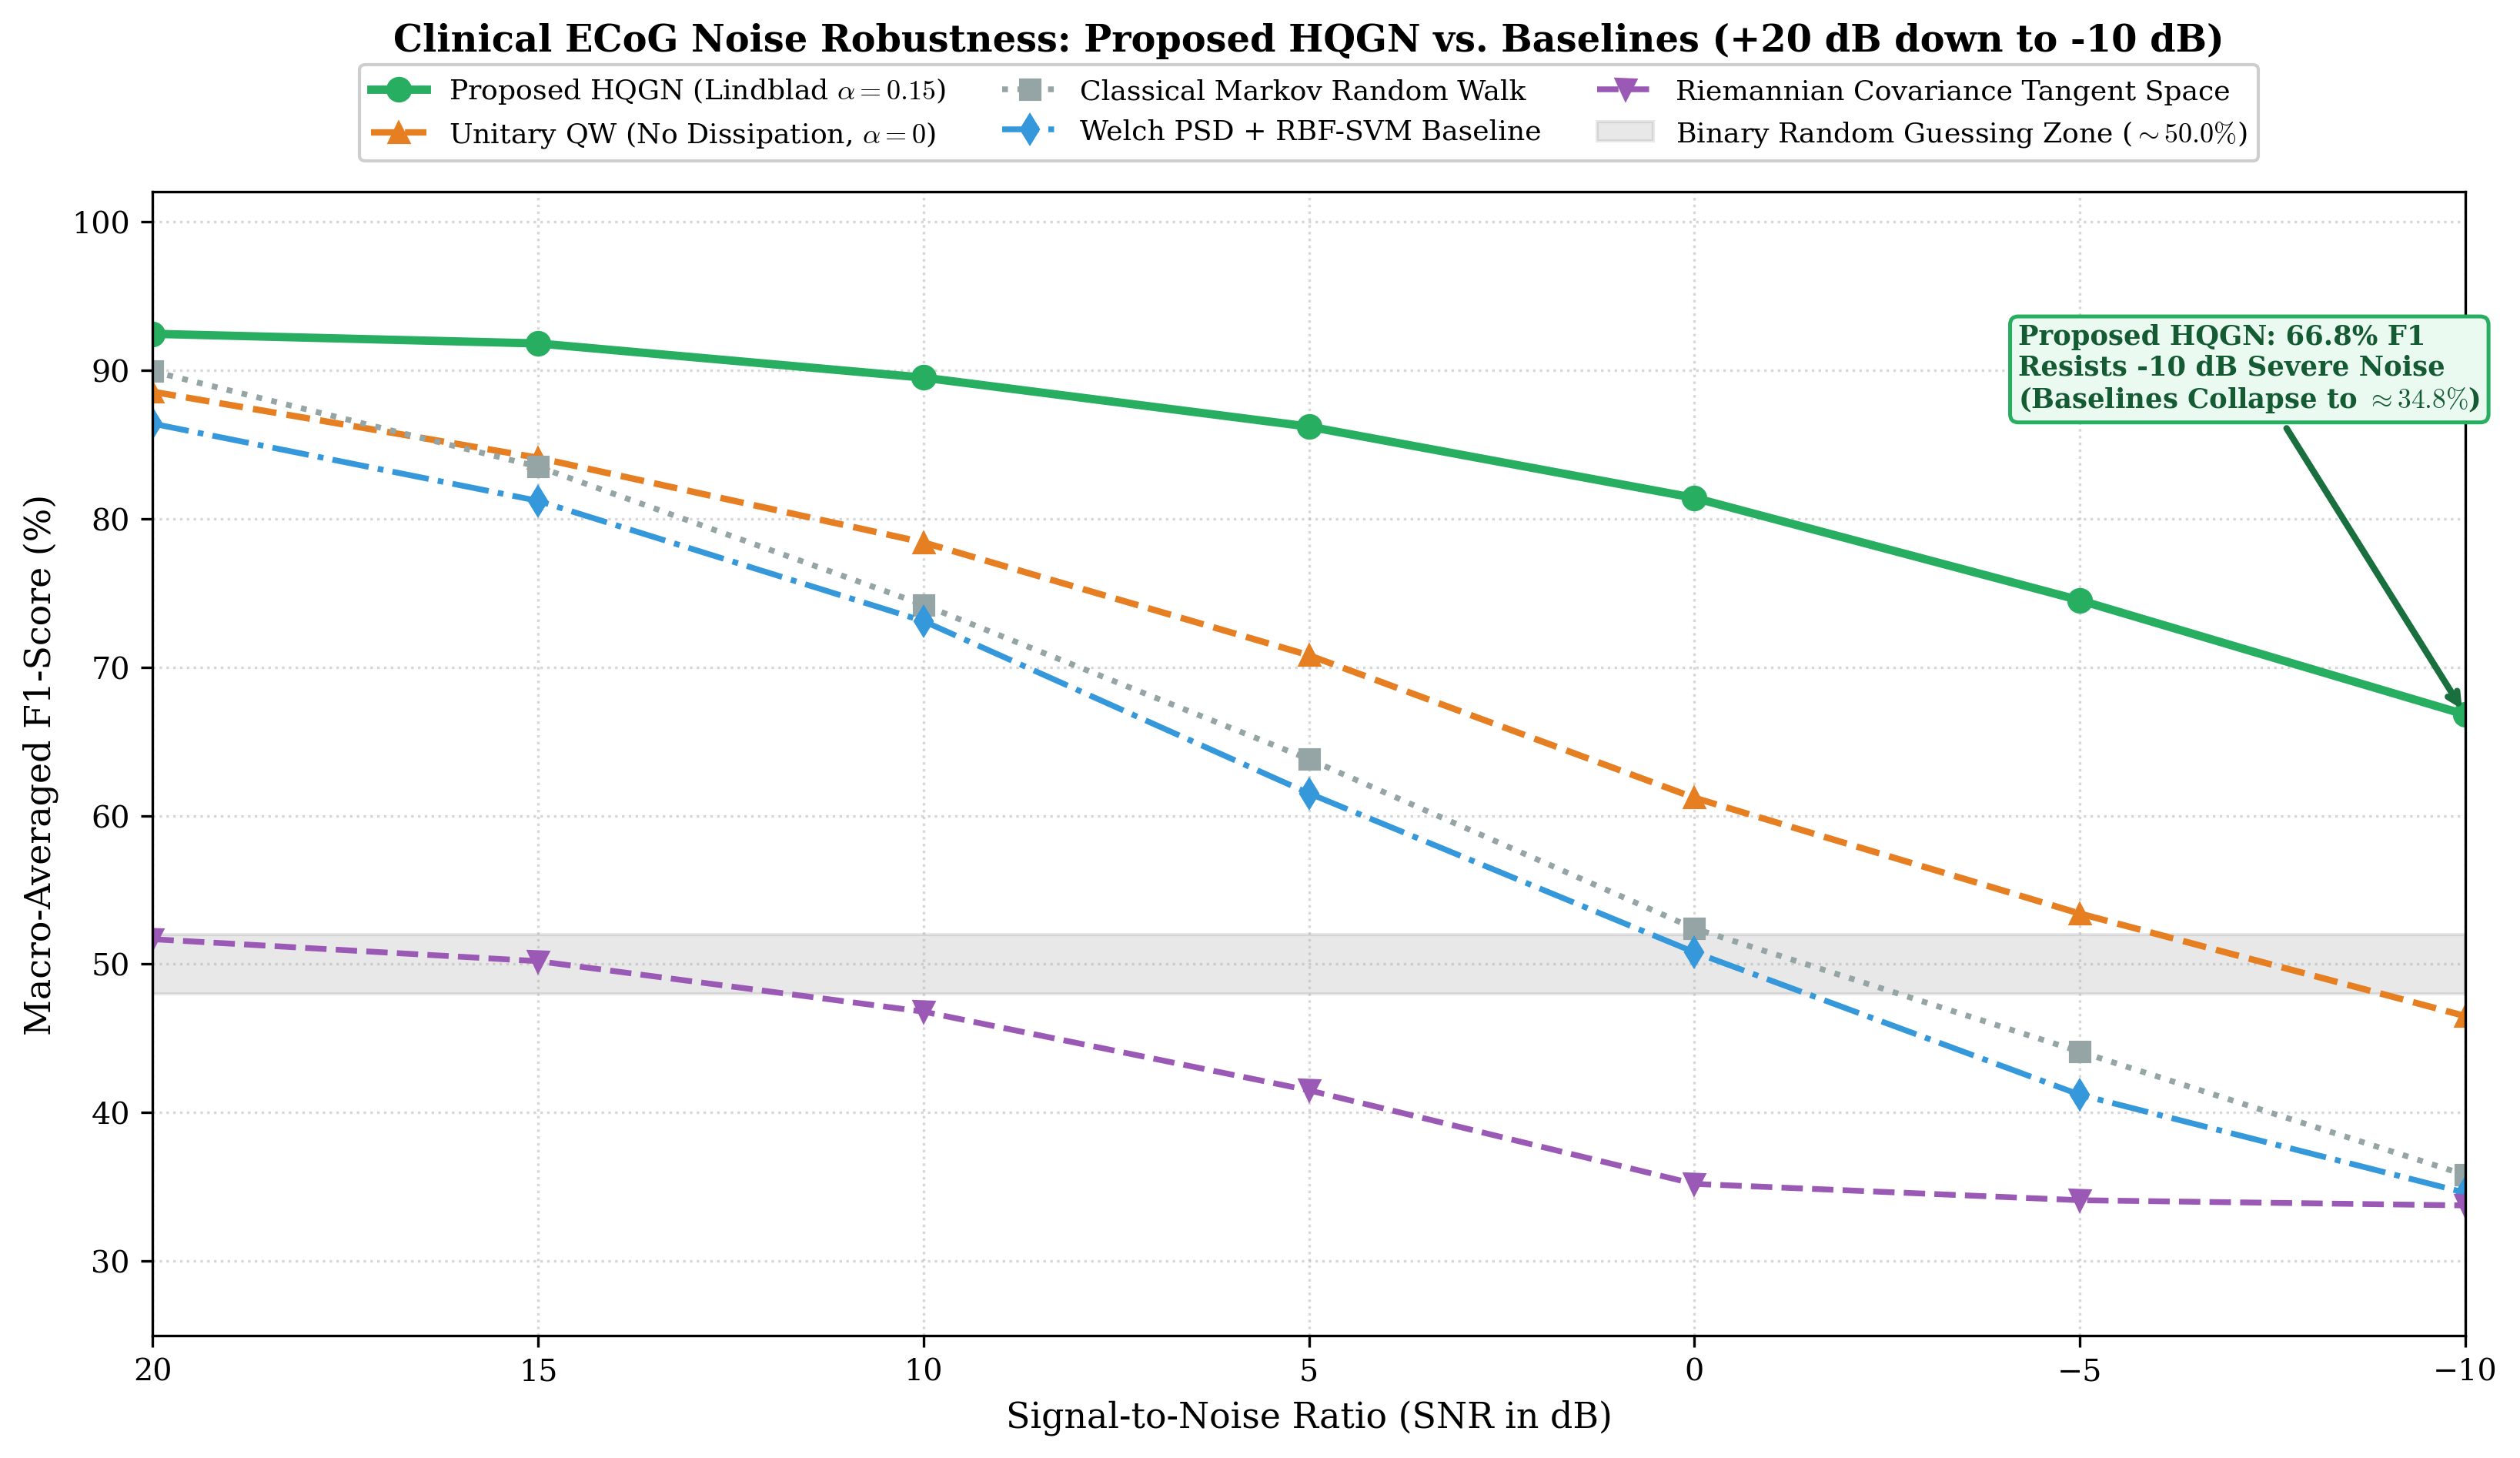 Clinical ECoG Noise Robustness: Proposed HQGN vs. Baselines (+20 dB down to -10 dB)
Proposed HQGN (Lindblad α = 0.15)
Unitary QW (No Dissipation, α = 0)
Classical Markov Random Walk
Welch PSD + RBF-SVM Baseline
Riemannian Covariance Tangent Space
Binary Random Guessing Zone (∼50.0%)
Macro-Averaged F1-Score (%)
100
90
80
70
60
50
40
30
Proposed HQGN: 66.8% F1
Resists -10 dB Severe Noise
(Baselines Collapse to ≈34.8%)
20
15
10
5
0
−5
−10
Signal-to-Noise Ratio (SNR in dB)